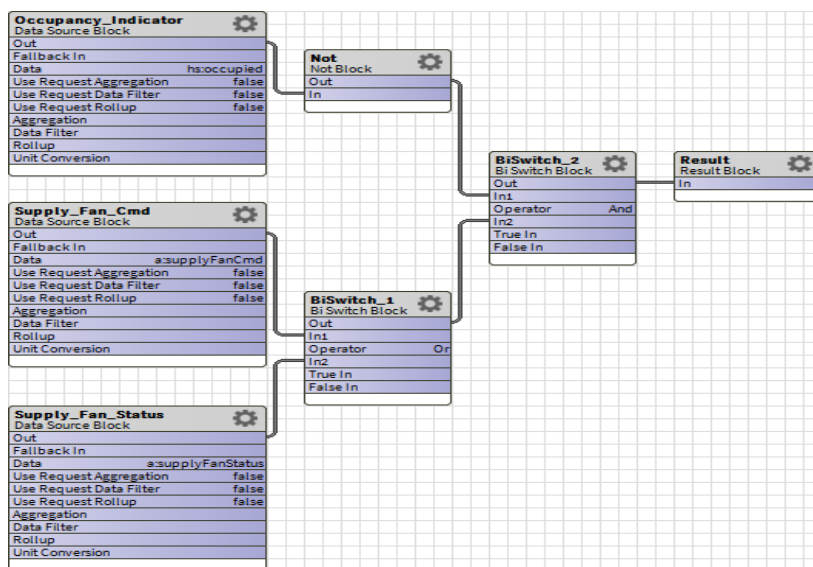 Occupancy_Indicator
Data Source Block
Out
Fallback In
Data hs:occupied
Use Request Aggregation false
Use Request Data Filter false
Use Request Rollup false
Aggregation
Data Filter
Rollup
Unit Conversion
Not
Not Block
Out
In
Supply_Fan_Cmd
Data Source Block
Out
Fallback In
Data a:supplyFanCmd
Use Request Aggregation false
Use Request Data Filter false
Use Request Rollup false
Aggregation
Data Filter
Rollup
Unit Conversion
BiSwitch_1
Bi Switch Block
Out
In1
Operator Or
In2
True In
False In
BiSwitch_2
Bi Switch Block
Out
In1
Operator And
In2
True In
False In
Result
Result Block
In
Supply_Fan_Status
Data Source Block
Out
Fallback In
Data a:supplyFanStatus
Use Request Aggregation false
Use Request Data Filter false
Use Request Rollup false
Aggregation
Data Filter
Rollup
Unit Conversion